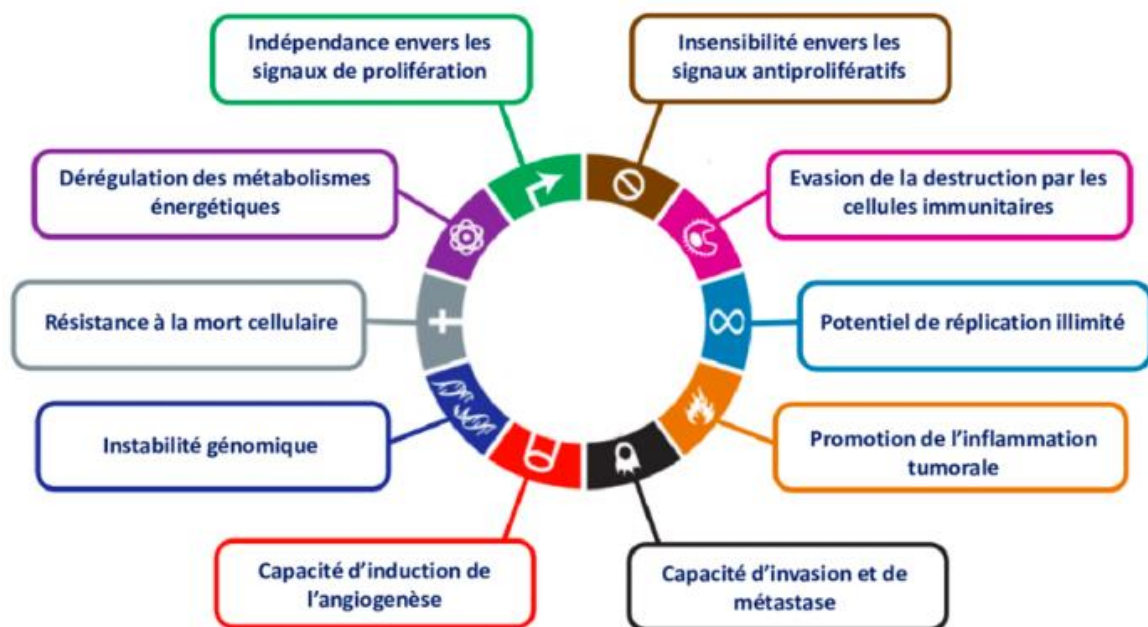 Indépendance envers les
signaux de prolifération
Insensibilité envers les
signaux antiprolifératifs
Dérégulation des métabolismes
énergétiques
Evasion de la destruction par les
cellules immunitaires
Résistance à la mort cellulaire
Potentiel de réplication illimité
Instabilité génomique
Promotion de l'inflammation
tumorale
Capacité d'induction de
l'angiogenèse
Capacité d'invasion et de
métastase